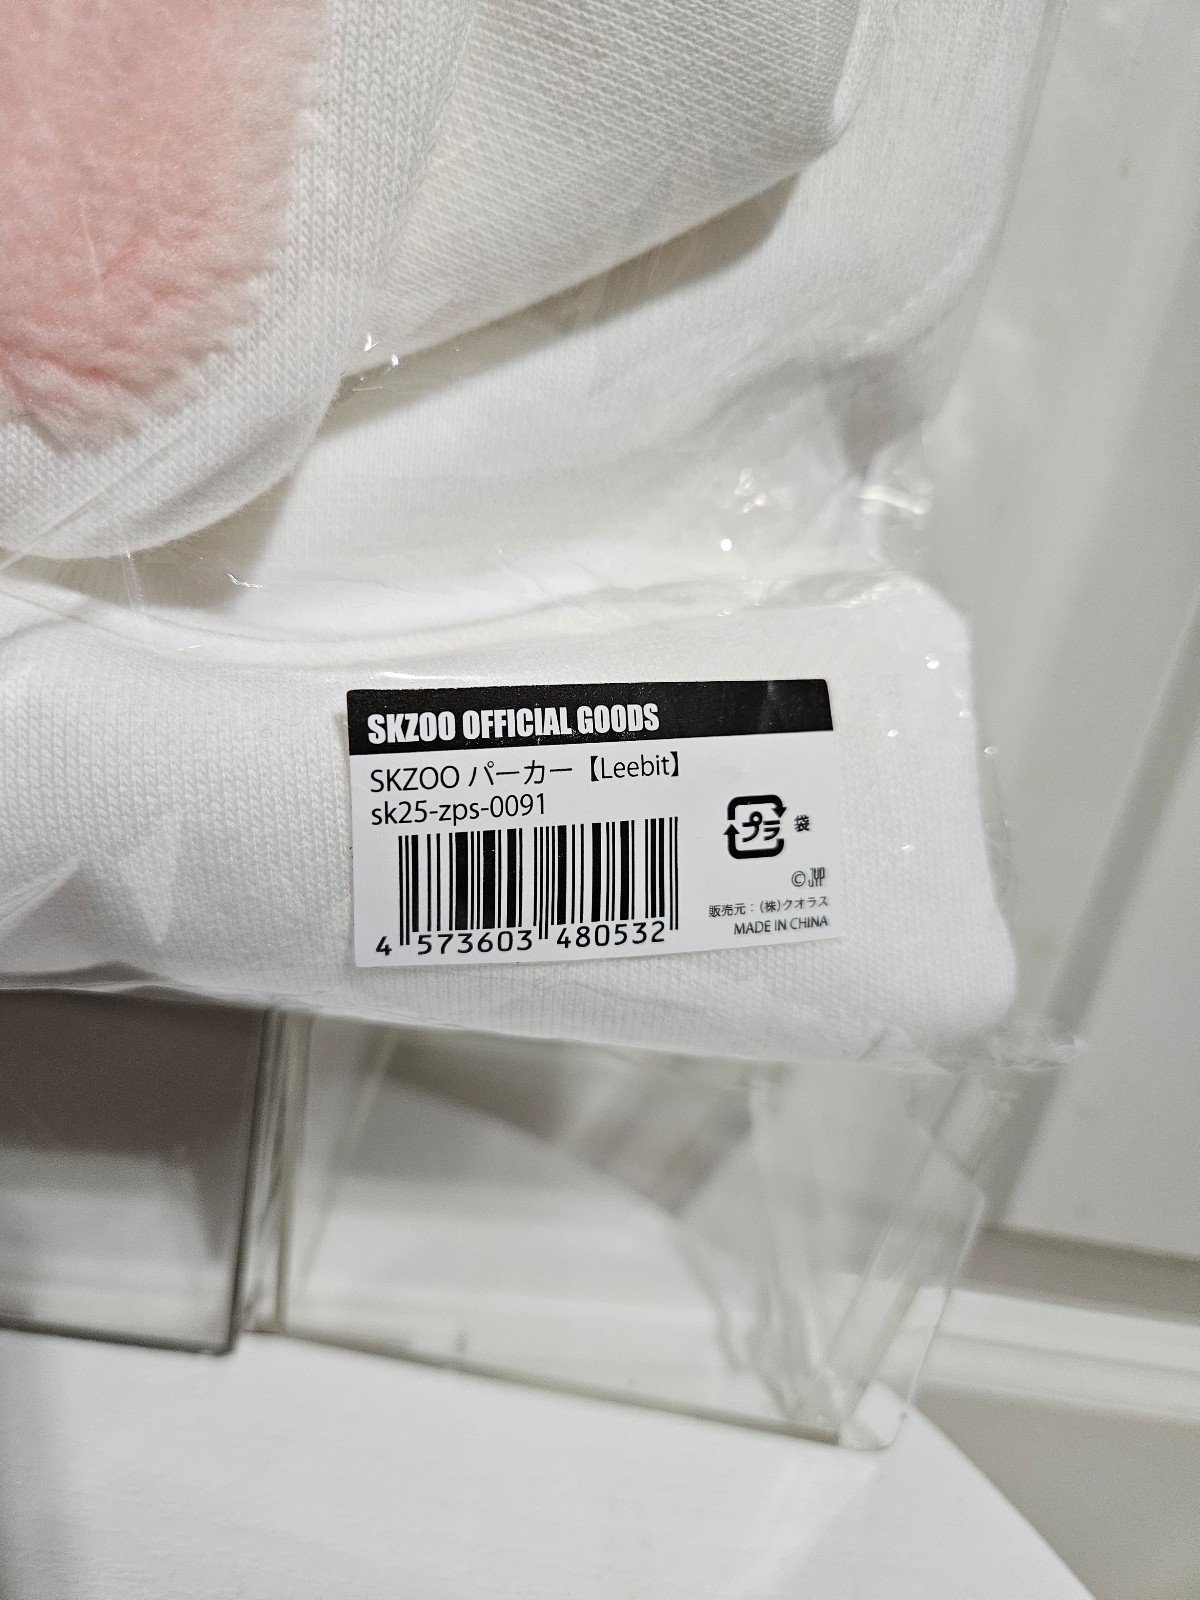 SKZOO OFFICIAL GOODS
SKZOO パーカー【Leebit】
sk25-zps-0091
プラ 袋
4 573603 480532
©JYP
販売元：(株)クオラス
MADE IN CHINA